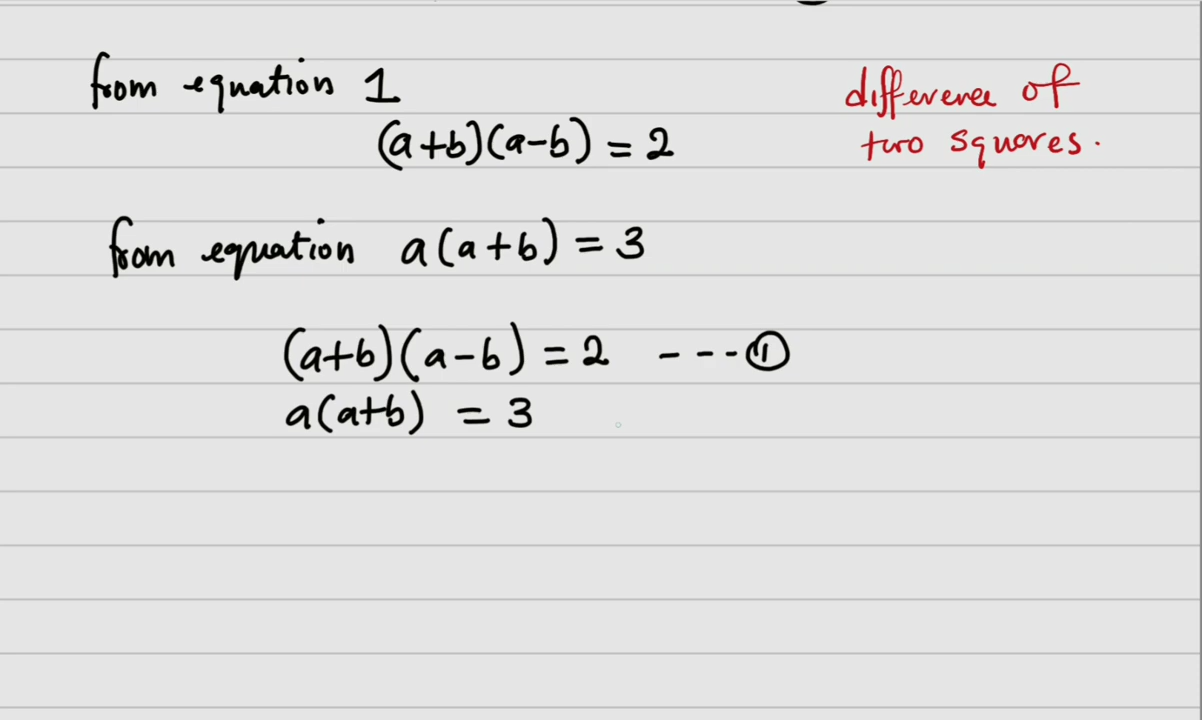 from equation 1
(a+b)(a-b) = 2
difference of
two squares.
from equation a(a+b) = 3
(a+b)(a-b) = 2 ---①
a(a+b) = 3